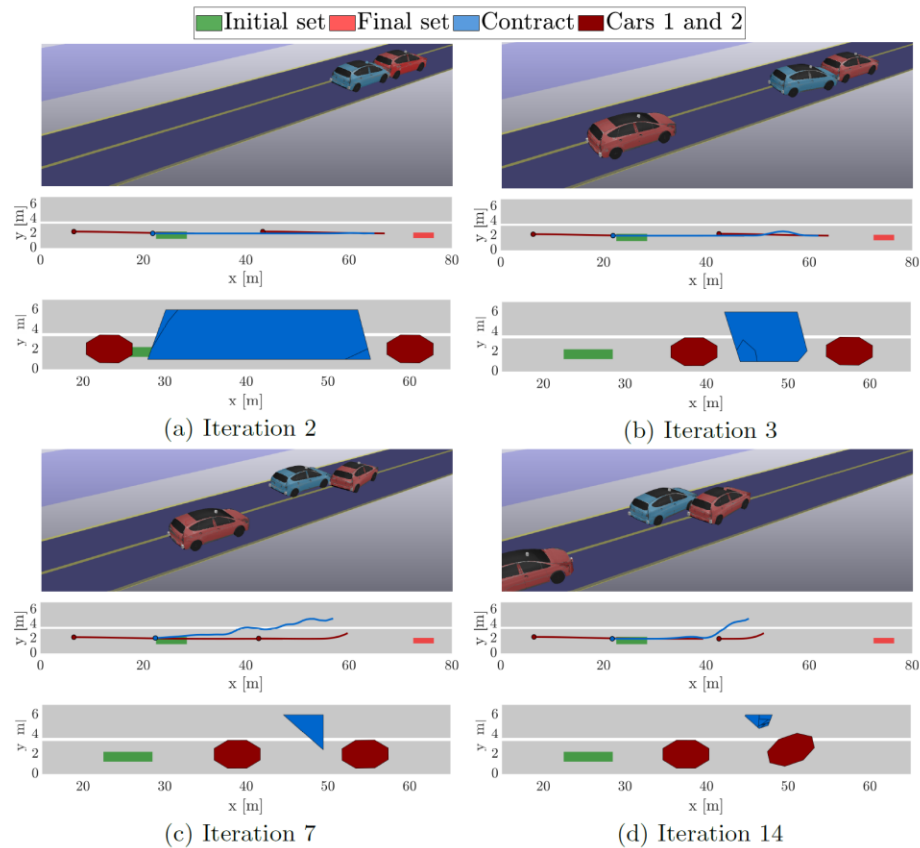 Initial set Final set Contract Cars 1 and 2
6
4
2
0
y [m]
0 20 40 60 80
x [m]
6
4
2
0
y [m]
0 20 40 60 80
x [m]
6
4
2
0
y m|
20 30 40 50 60
x [m]
(a) Iteration 2
6
4
2
0
y m|
20 30 40 50 60
x [m]
(b) Iteration 3
6
4
2
0
y [m]
0 20 40 60 80
x [m]
6
4
2
0
y [m]
0 20 40 60 80
x [m]
6
4
2
0
y m|
20 30 40 50 60
x [m]
(c) Iteration 7
6
4
2
0
y m|
20 30 40 50 60
x [m]
(d) Iteration 14